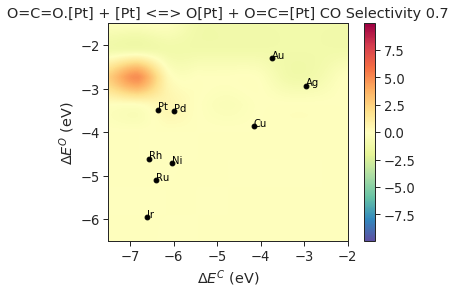 O=C=O.[Pt] + [Pt] <=> O[Pt] + O=C=[Pt] CO Selectivity 0.7
−2
−3
−4
−5
−6
ΔE^O (eV)
Au
Ag
Pt
Pd
Cu
Rh
Ni
Ru
Ir
−7
−6
−5
−4
−3
−2
ΔE^C (eV)
7.5
5.0
2.5
0.0
−2.5
−5.0
−7.5